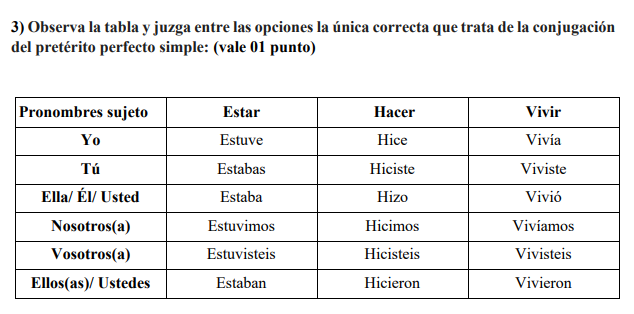 3) Observa la tabla y juzga entre las opciones la única correcta que trata de la conjugación
del pretérito perfecto simple: (vale 01 punto)
Pronombres sujeto Estar Hacer Vivir
Yo Estuve Hice Vivía
Tú Estabas Hiciste Viviste
Ella/ Él/ Usted Estaba Hizo Vivió
Nosotros(a) Estuvimos Hicimos Vivíamos
Vosotros(a) Estuvisteis Hicisteis Vivisteis
Ellos(as)/ Ustedes Estaban Hicieron Vivieron